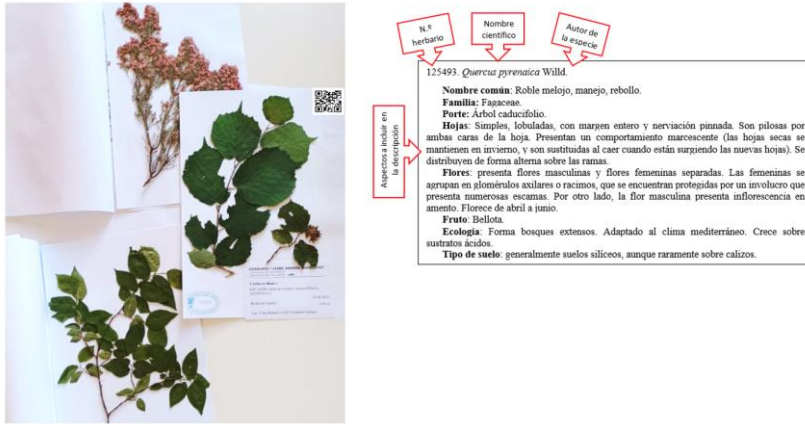 N.º
herbario
Nombre
científico
Autor de
la especie
Aspectos a incluir en
la descripción
125493. Quercus pyrenaica Willd.
Nombre común: Roble melojo, manejo, rebollo.
Familia: Fagaceae.
Porte: Árbol caducifolio.
Hojas: Simples, lobuladas, con margen entero y nerviación pinnada. Son pilosas por
ambas caras de la hoja. Presentan un comportamiento marcescente (las hojas secas se
mantienen en invierno, y son sustituidas al caer cuando están surgiendo las nuevas hojas). Se
distribuyen de forma alterna sobre las ramas.
Flores: presenta flores masculinas y flores femeninas separadas. Las femeninas se
agrupan en glomérulos axilares o racimos, que se encuentran protegidas por un involucro que
presenta numerosas escamas. Por otro lado, la flor masculina presenta inflorescencia en
amento. Florece de abril a junio.
Fruto: Bellota.
Ecología: Forma bosques extensos. Adaptado al clima mediterráneo. Crece sobre
sustratos ácidos.
Tipo de suelo: generalmente suelos silíceos, aunque raramente sobre calizos.